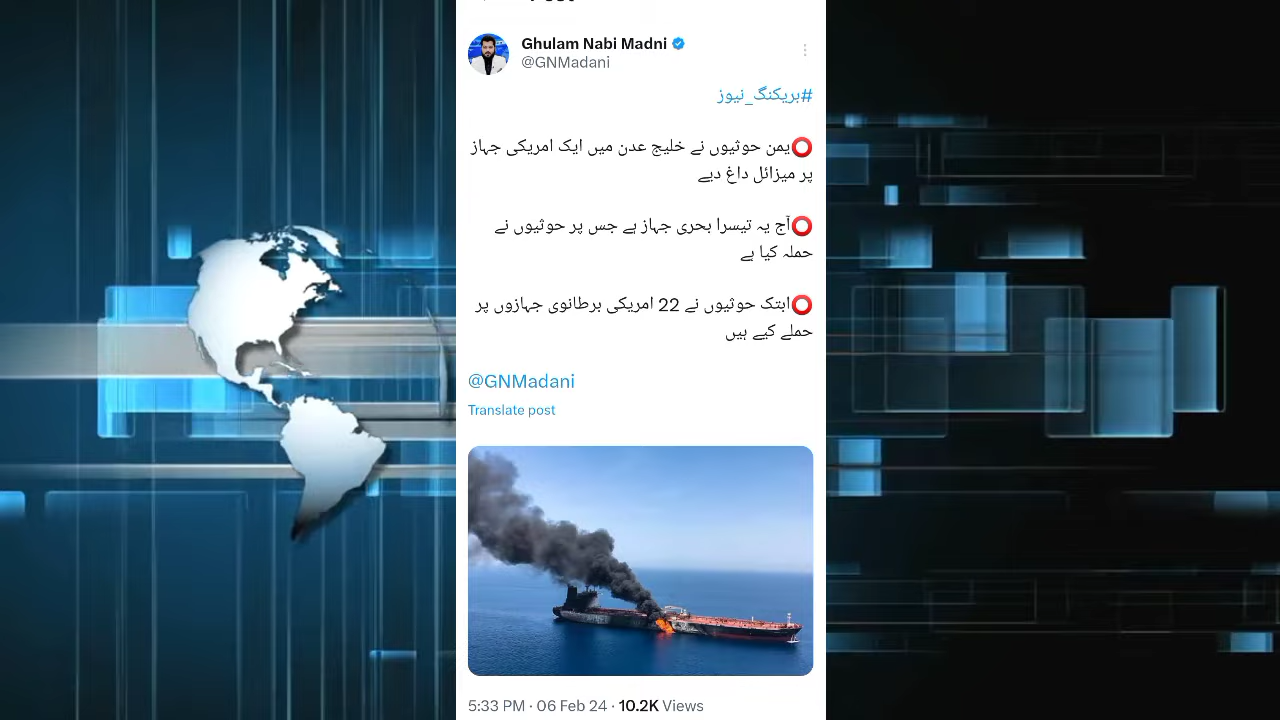 Ghulam Nabi Madni
@GNMadani
#بریکنگ_نیوز
⭕یمن حوثیوں نے خلیج عدن میں ایک امریکی جہاز
پر میزائل داغ دیے
⭕آج یہ تیسرا بحری جہاز ہے جس پر حوثیوں نے
حملہ کیا ہے
⭕ابتک حوثیوں نے 22 امریکی برطانوی جہازوں پر
حملے کیے ہیں
@GNMadani
Translate post
5:33 PM · 06 Feb 24 · 10.2K Views